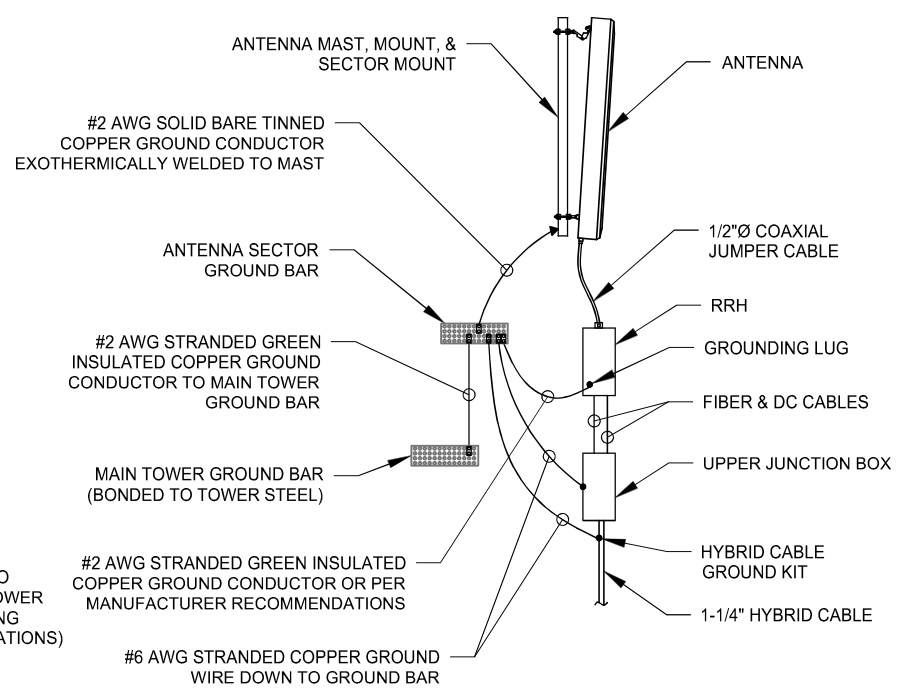 ANTENNA MAST, MOUNT, &
SECTOR MOUNT
ANTENNA
#2 AWG SOLID BARE TINNED
COPPER GROUND CONDUCTOR
EXOTHERMICALLY WELDED TO MAST
1/2"Ø COAXIAL
JUMPER CABLE
ANTENNA SECTOR
GROUND BAR
RRH
#2 AWG STRANDED GREEN
INSULATED COPPER GROUND
CONDUCTOR TO MAIN TOWER
GROUND BAR
GROUNDING LUG
FIBER & DC CABLES
MAIN TOWER GROUND BAR
(BONDED TO TOWER STEEL)
UPPER JUNCTION BOX
#2 AWG STRANDED GREEN INSULATED
COPPER GROUND CONDUCTOR OR PER
MANUFACTURER RECOMMENDATIONS
HYBRID CABLE
GROUND KIT
1-1/4" HYBRID CABLE
O
OWER
NG
ATIONS)
#6 AWG STRANDED COPPER GROUND
WIRE DOWN TO GROUND BAR